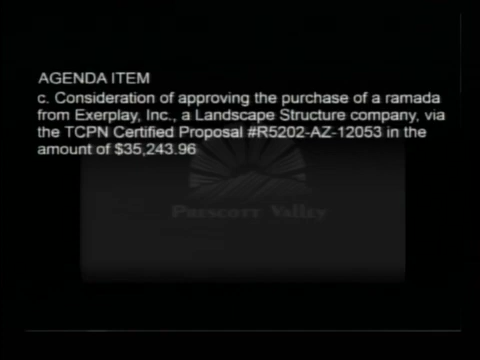 AGENDA ITEM
c. Consideration of approving the purchase of a ramada
from Exerplay, Inc., a Landscape Structure company, via
the TCPN Certified Proposal #R5202-AZ-12053 in the
amount of $35,243.96
Prescott Valley